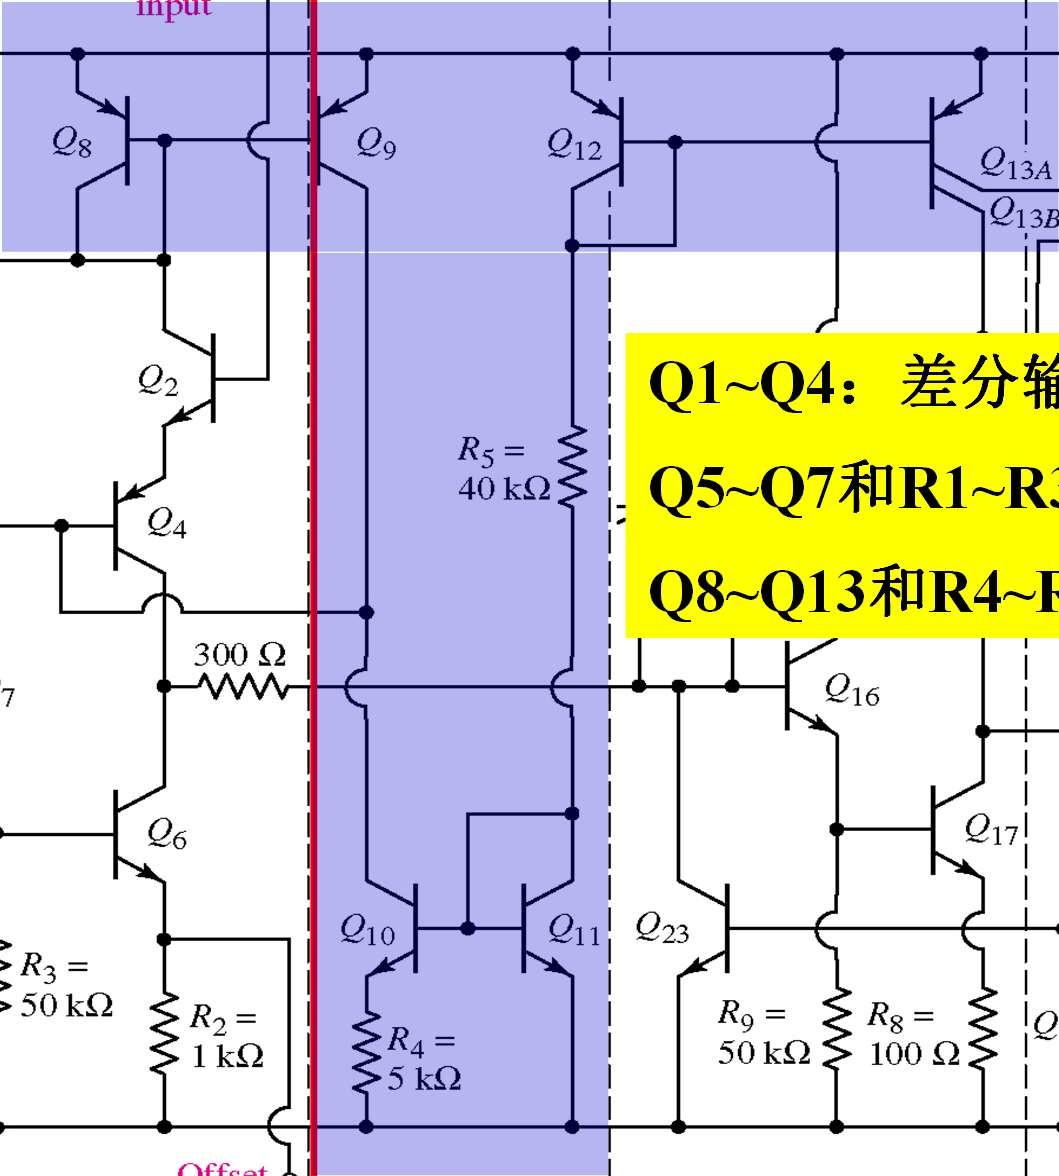 input
Q8
Q9
Q12
Q13A
Q13B
Q2
Q1~Q4：差分输
R5 =
40 kΩ
Q5~Q7和R1~R3
Q4
Q8~Q13和R4~R
300 Ω
7
Q16
Q6
Q17
Q10
Q11
Q23
R3 =
50 kΩ
R2 =
1 kΩ
R4 =
5 kΩ
R9 =
50 kΩ
R8 =
100 Ω
Q
Offset